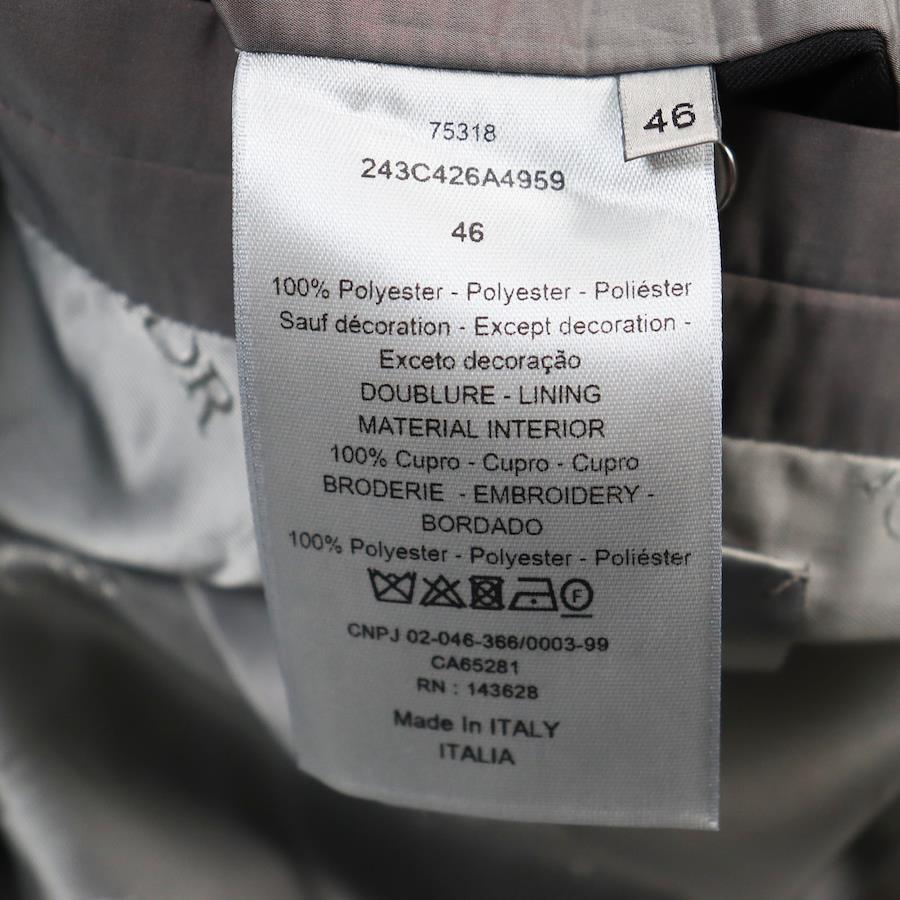 46
75318
243C426A4959
46
100% Polyester - Polyester - Poliéster
Sauf décoration - Except decoration -
Exceto decoração
DOUBLURE - LINING
MATERIAL INTERIOR
100% Cupro - Cupro - Cupro
BRODERIE - EMBROIDERY -
BORDADO
100% Polyester - Polyester - Poliéster
F
CNPJ 02-046-366/0003-99
CA65281
RN : 143628
Made In ITALY
ITALIA